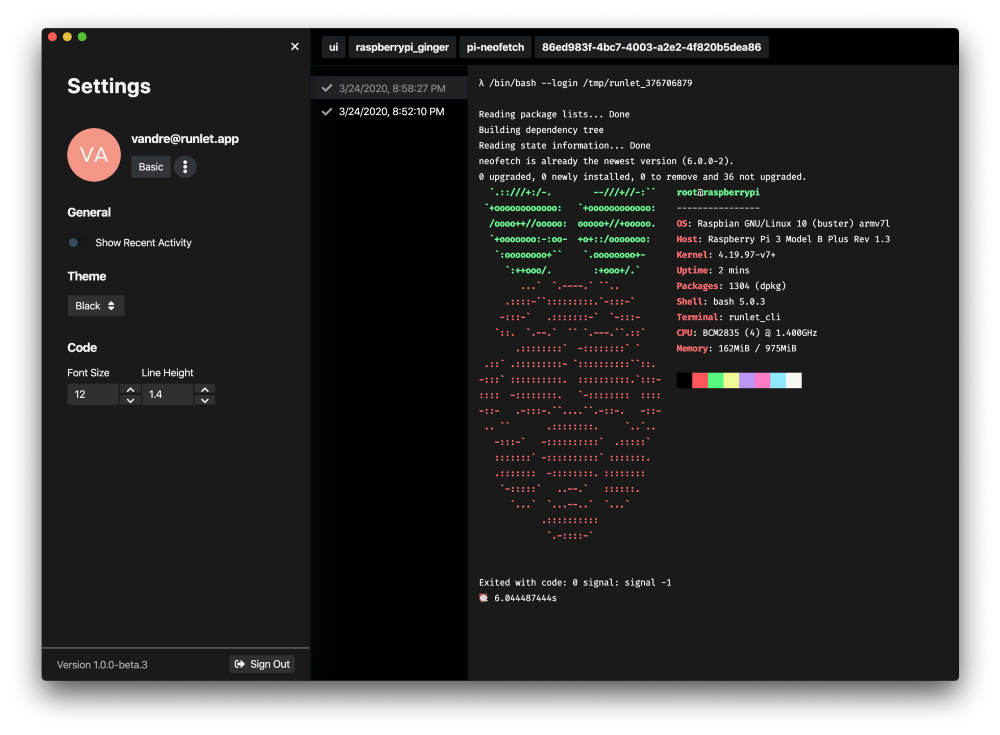 Settings
VA
vandre@runlet.app
Basic
General
Show Recent Activity
Theme
Black
Code
Font Size Line Height
12 1.4
Version 1.0.0-beta.3
Sign Out
ui raspberrypi_ginger pi-neofetch 86ed983f-4bc7-4003-a2e2-4f820b5dea86
3/24/2020, 8:58:27 PM
3/24/2020, 8:52:10 PM
λ /bin/bash --login /tmp/runlet_376706879
Reading package lists... Done
Building dependency tree
Reading state information... Done
neofetch is already the newest version (6.0.0-2).
0 upgraded, 0 newly installed, 0 to remove and 36 not upgraded.
root@raspberrypi
----------------
OS: Raspbian GNU/Linux 10 (buster) armv7l
Host: Raspberry Pi 3 Model B Plus Rev 1.3
Kernel: 4.19.97-v7+
Uptime: 2 mins
Packages: 1304 (dpkg)
Shell: bash 5.0.3
Terminal: runlet_cli
CPU: BCM2835 (4) @ 1.400GHz
Memory: 162MiB / 975MiB
Exited with code: 0 signal: signal -1
6.044487444s